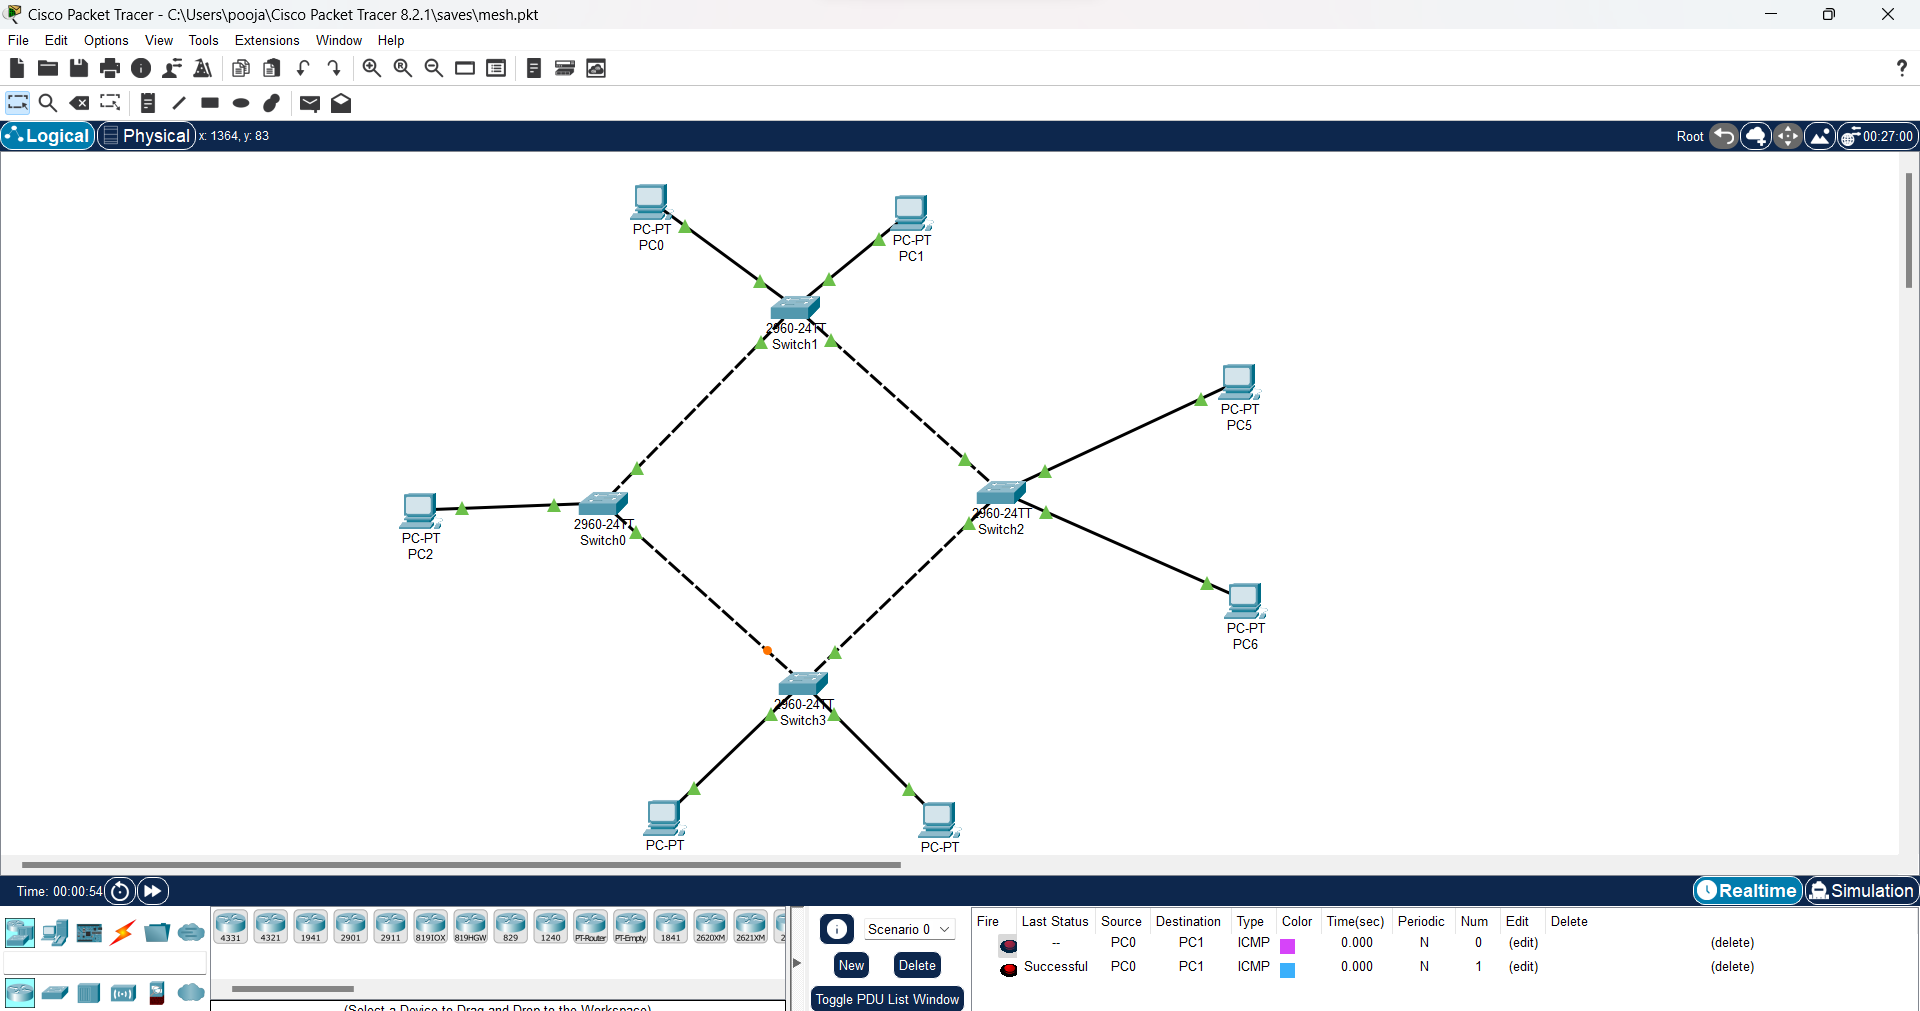 Cisco Packet Tracer - C:\Users\pooja\Cisco Packet Tracer 8.2.1\saves\mesh.pkt
File Edit Options View Tools Extensions Window Help
?
Logical Physical x: 1364, y: 83 Root 00:27:00
PC-PT
PC0
PC-PT
PC1
2960-24TT
Switch1
PC-PT
PC5
PC-PT
PC2
2960-24TT
Switch0
2960-24TT
Switch2
PC-PT
PC6
2960-24TT
Switch3
PC-PT
PC-PT
Time: 00:00:54 Realtime Simulation
4331 4321 1941 2901 2911 819IOX 819HGW 829 1240 PT-Router PT-Empty 1841 2620XM 2621XM 2
(Select a Device to Drag and Drop to the Workspace)
Scenario 0
New Delete
Toggle PDU List Window
Fire Last Status Source Destination Type Color Time(sec) Periodic Num Edit Delete
-- PC0 PC1 ICMP 0.000 N 0 (edit) (delete)
Successful PC0 PC1 ICMP 0.000 N 1 (edit) (delete)